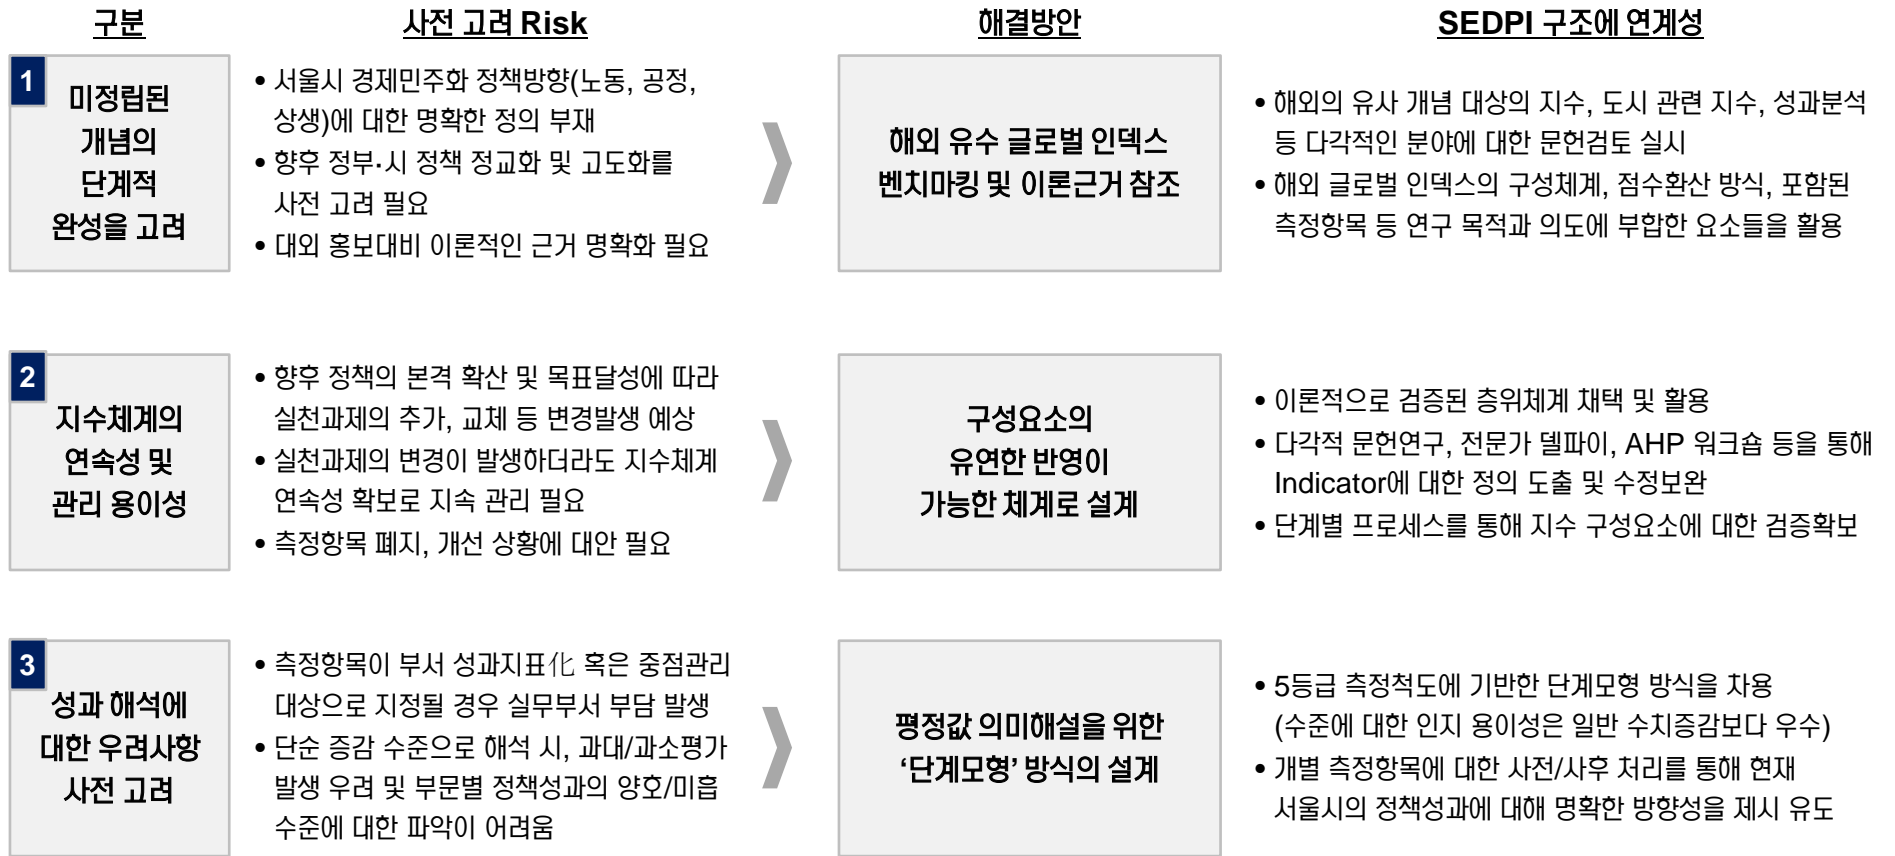 구분
사전 고려 Risk
해결방안
SEDPI 구조에 연계성
1
미정립된
개념의
단계적
완성을 고려
• 서울시 경제민주화 정책방향(노동, 공정,
상생)에 대한 명확한 정의 부재
• 향후 정부·시 정책 정교화 및 고도화를
사전 고려 필요
• 대외 홍보대비 이론적인 근거 명확화 필요
해외 유수 글로벌 인덱스
벤치마킹 및 이론근거 참조
• 해외의 유사 개념 대상의 지수, 도시 관련 지수, 성과분석
등 다각적인 분야에 대한 문헌검토 실시
• 해외 글로벌 인덱스의 구성체계, 점수환산 방식, 포함된
측정항목 등 연구 목적과 의도에 부합한 요소들을 활용
2
지수체계의
연속성 및
관리 용이성
• 향후 정책의 본격 확산 및 목표달성에 따라
실천과제의 추가, 교체 등 변경발생 예상
• 실천과제의 변경이 발생하더라도 지수체계
연속성 확보로 지속 관리 필요
• 측정항목 폐지, 개선 상황에 대안 필요
구성요소의
유연한 반영이
가능한 체계로 설계
• 이론적으로 검증된 층위체계 채택 및 활용
• 다각적 문헌연구, 전문가 델파이, AHP 워크숍 등을 통해
Indicator에 대한 정의 도출 및 수정보완
• 단계별 프로세스를 통해 지수 구성요소에 대한 검증확보
3
성과 해석에
대한 우려사항
사전 고려
• 측정항목이 부서 성과지표化 혹은 중점관리
대상으로 지정될 경우 실무부서 부담 발생
• 단순 증감 수준으로 해석 시, 과대/과소평가
발생 우려 및 부문별 정책성과의 양호/미흡
수준에 대한 파악이 어려움
평정값 의미해설을 위한
‘단계모형’ 방식의 설계
• 5등급 측정척도에 기반한 단계모형 방식을 차용
(수준에 대한 인지 용이성은 일반 수치증감보다 우수)
• 개별 측정항목에 대한 사전/사후 처리를 통해 현재
서울시의 정책성과에 대해 명확한 방향성을 제시 유도